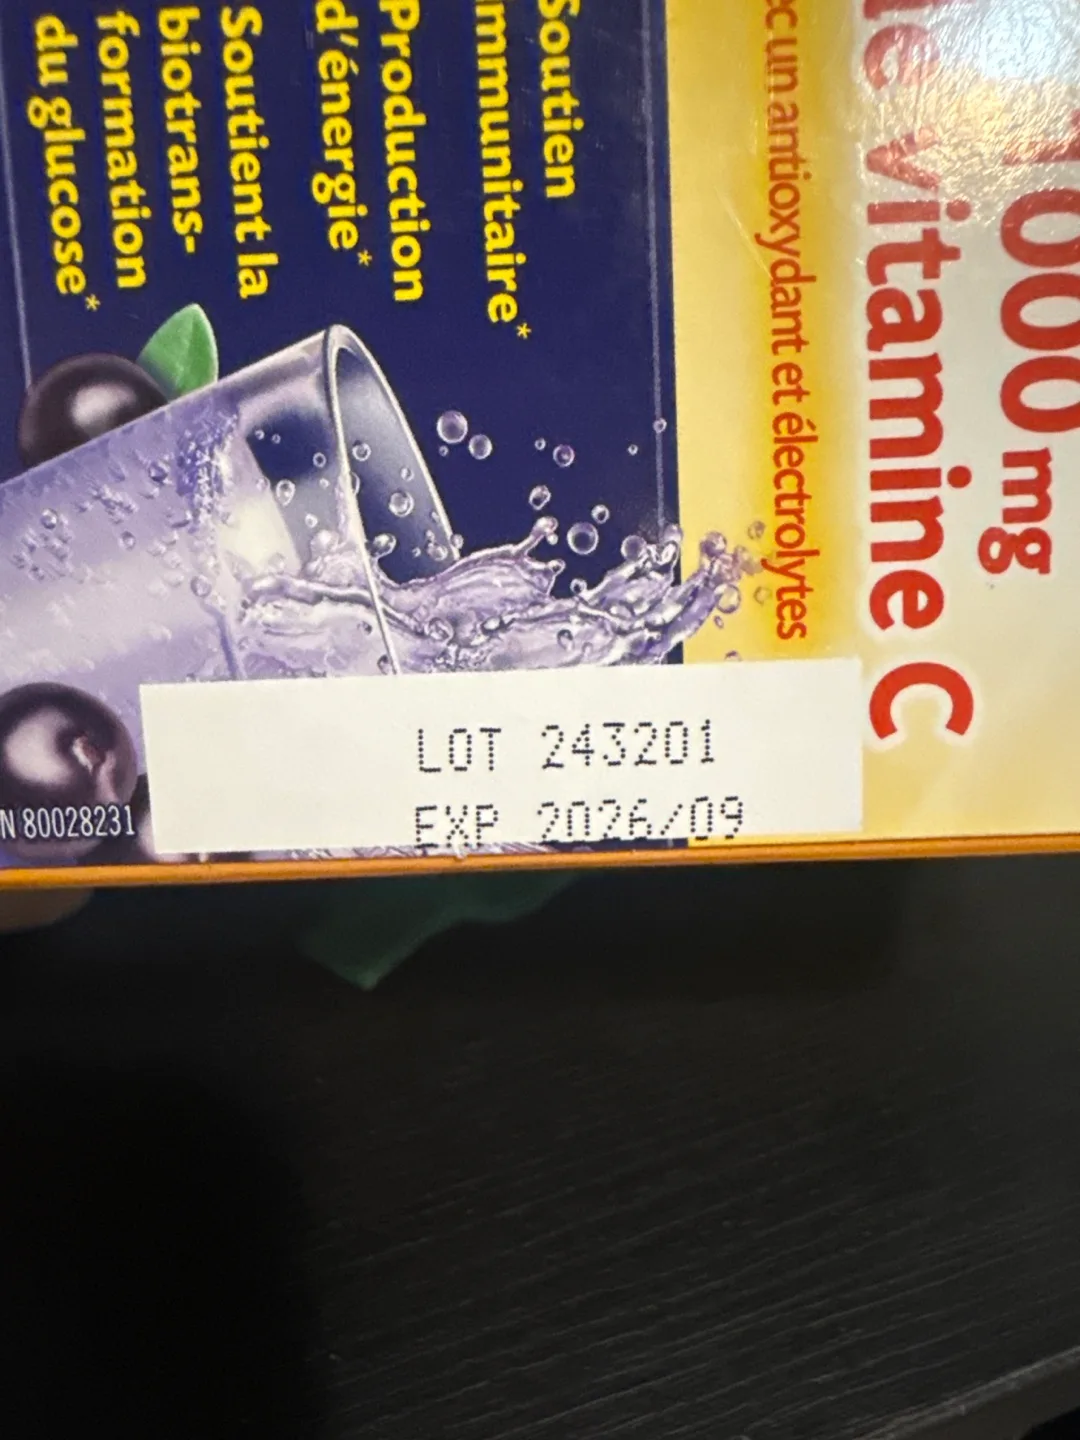 000 mg
vitamine C
un antioxydant et électrolytes
Soutien
immunitaire*
Production
d'énergie*
Soutient la
biotrans-
formation
du glucose*
N 80028231
LOT 243201
EXP 2026/09